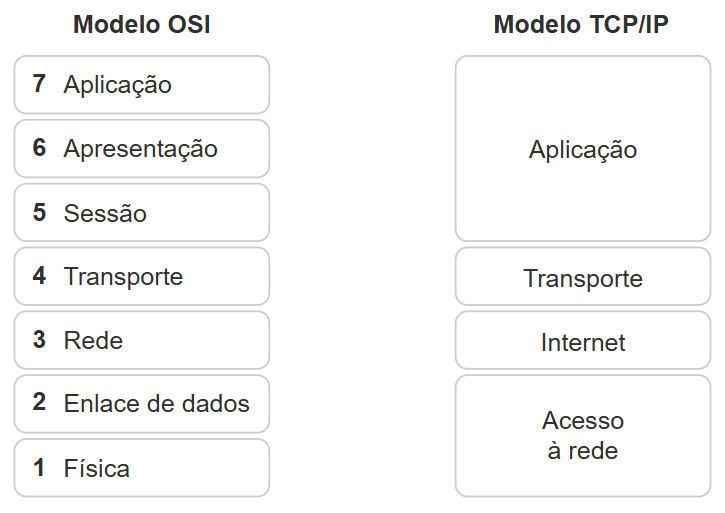 Modelo OSI
7 Aplicação
6 Apresentação
5 Sessão
4 Transporte
3 Rede
2 Enlace de dados
1 Física
Modelo TCP/IP
Aplicação
Transporte
Internet
Acesso
à rede